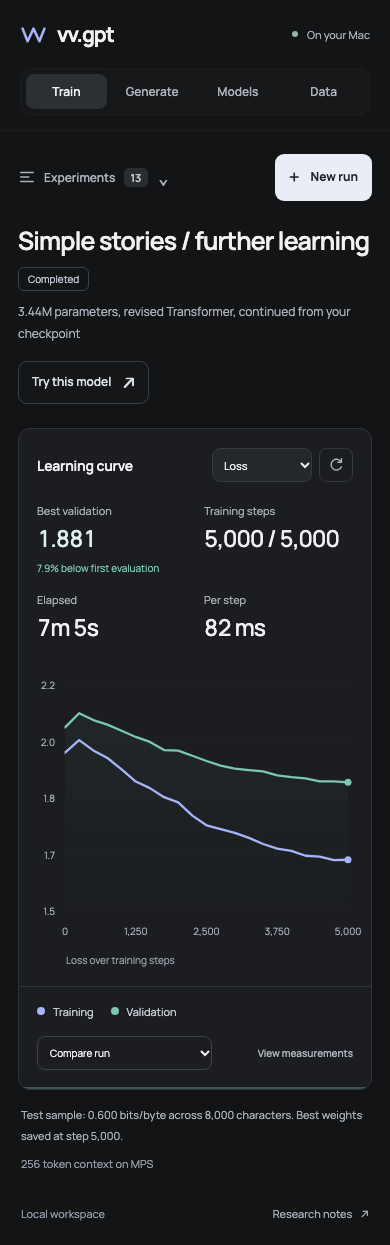 vv.gpt
On your Mac
Train Generate Models Data
Experiments 13
+ New run
Simple stories / further learning
Completed
3.44M parameters, revised Transformer, continued from your
checkpoint
Try this model
Learning curve
Loss
Best validation Training steps
1.881 5,000 / 5,000
7.9% below first evaluation
Elapsed Per step
7m 5s 82 ms
2.2
2.0
1.8
1.7
1.5
0 1,250 2,500 3,750 5,000
Loss over training steps
Training Validation
Compare run View measurements
Test sample: 0.600 bits/byte across 8,000 characters. Best weights
saved at step 5,000.
256 token context on MPS
Local workspace Research notes